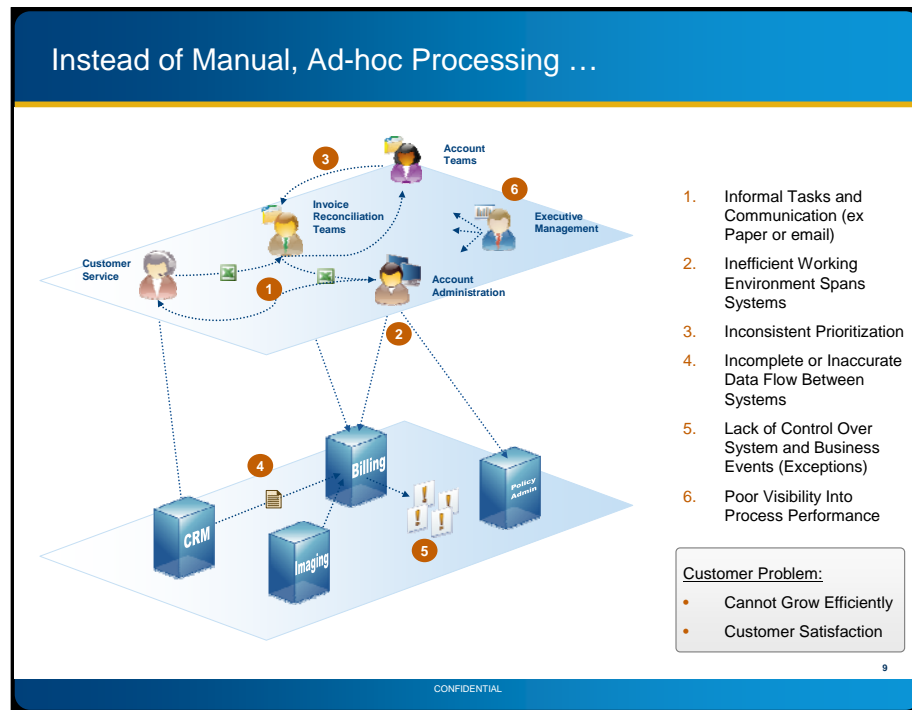 Instead of Manual, Ad-hoc Processing …
Account
Teams
3
6
Invoice
Reconciliation
Teams
Executive
Management
Customer
Service
1
Account
Administration
2
4
Billing
Policy
Admin
CRM
Imaging
5
1. Informal Tasks and
Communication (ex
Paper or email)
2. Inefficient Working
Environment Spans
Systems
3. Inconsistent Prioritization
4. Incomplete or Inaccurate
Data Flow Between
Systems
5. Lack of Control Over
System and Business
Events (Exceptions)
6. Poor Visibility Into
Process Performance
Customer Problem:
• Cannot Grow Efficiently
• Customer Satisfaction
9
CONFIDENTIAL